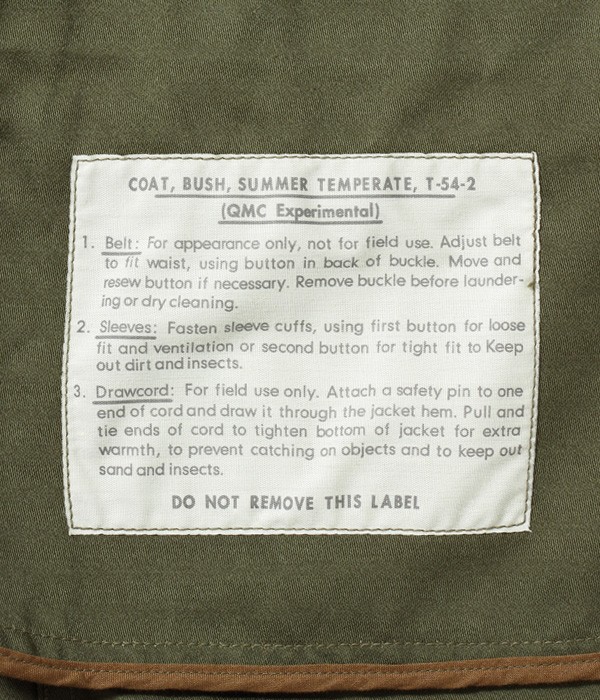 COAT, BUSH, SUMMER TEMPERATE, T-54-2
(QMC Experimental)
1. Belt: For appearance only, not for field use. Adjust belt
to fit waist, using button in back of buckle. Move and
resew button if necessary. Remove buckle before launder-
ing or dry cleaning.
2. Sleeves: Fasten sleeve cuffs, using first button for loose
fit and ventilation or second button for tight fit to Keep
out dirt and insects.
3. Drawcord: For field use only. Attach a safety pin to one
end of cord and draw it through the jacket hem. Pull and
tie ends of cord to tighten bottom of jacket for extra
warmth, to prevent catching on objects and to keep out
sand and insects.
DO NOT REMOVE THIS LABEL